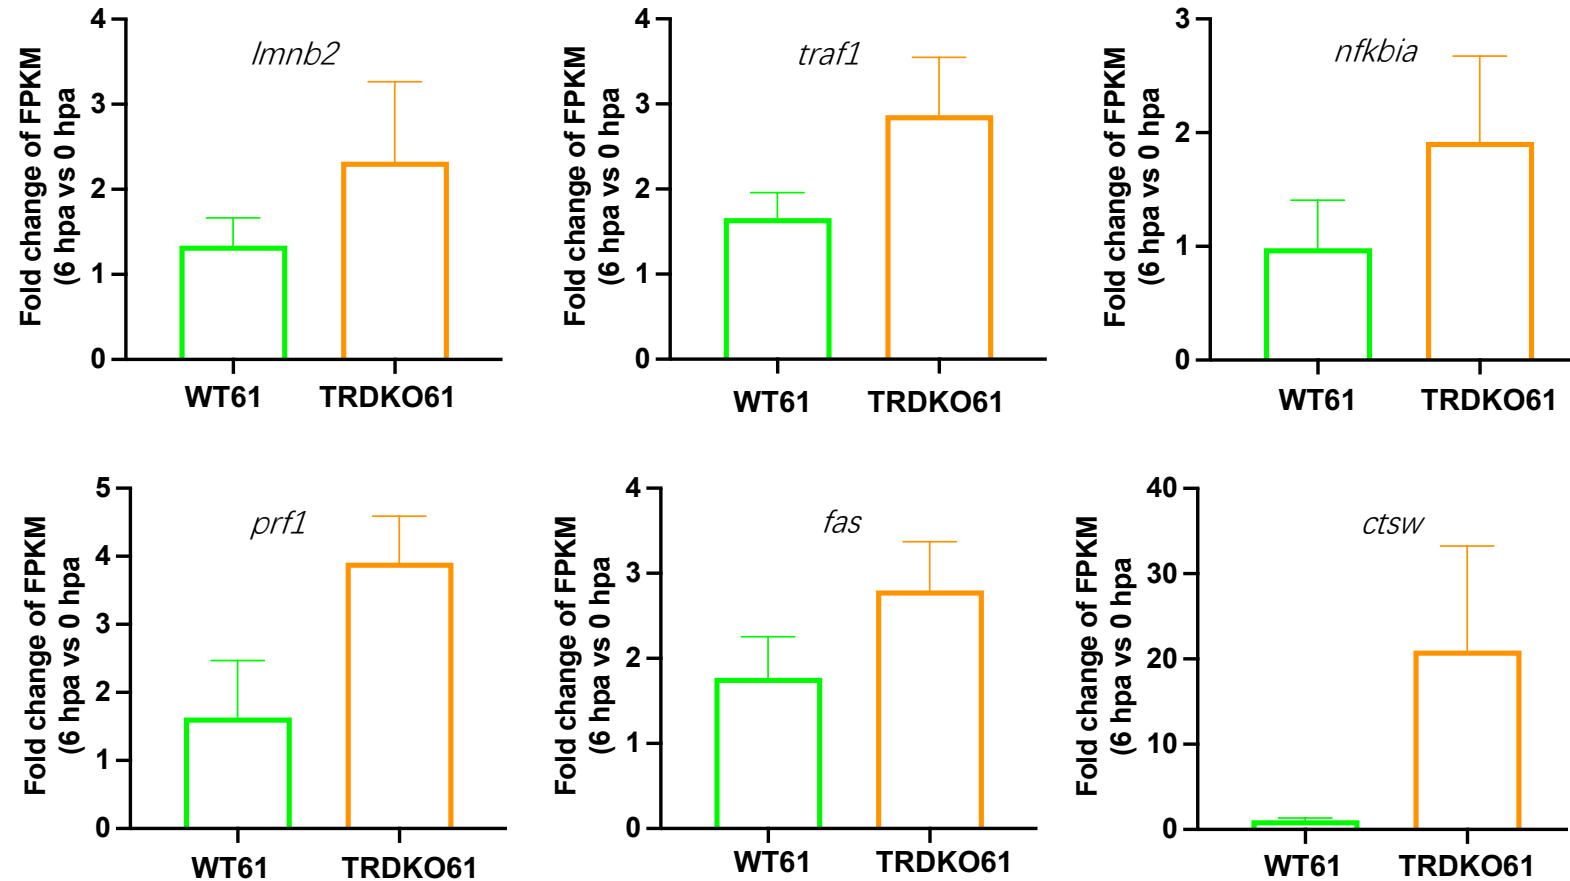 lmnb2
Fold change of FPKM
(6 hpa vs 0 hpa
4
3
2
1
0
WT61 TRDKO61
traf1
Fold change of FPKM
(6 hpa vs 0 hpa
4
3
2
1
0
WT61 TRDKO61
nfkbia
Fold change of FPKM
(6 hpa vs 0 hpa
3
2
1
0
WT61 TRDKO61
prf1
Fold change of FPKM
(6 hpa vs 0 hpa
5
4
3
2
1
0
WT61 TRDKO61
fas
Fold change of FPKM
(6 hpa vs 0 hpa
4
3
2
1
0
WT61 TRDKO61
ctsw
Fold change of FPKM
(6 hpa vs 0 hpa
40
30
20
10
0
WT61 TRDKO61